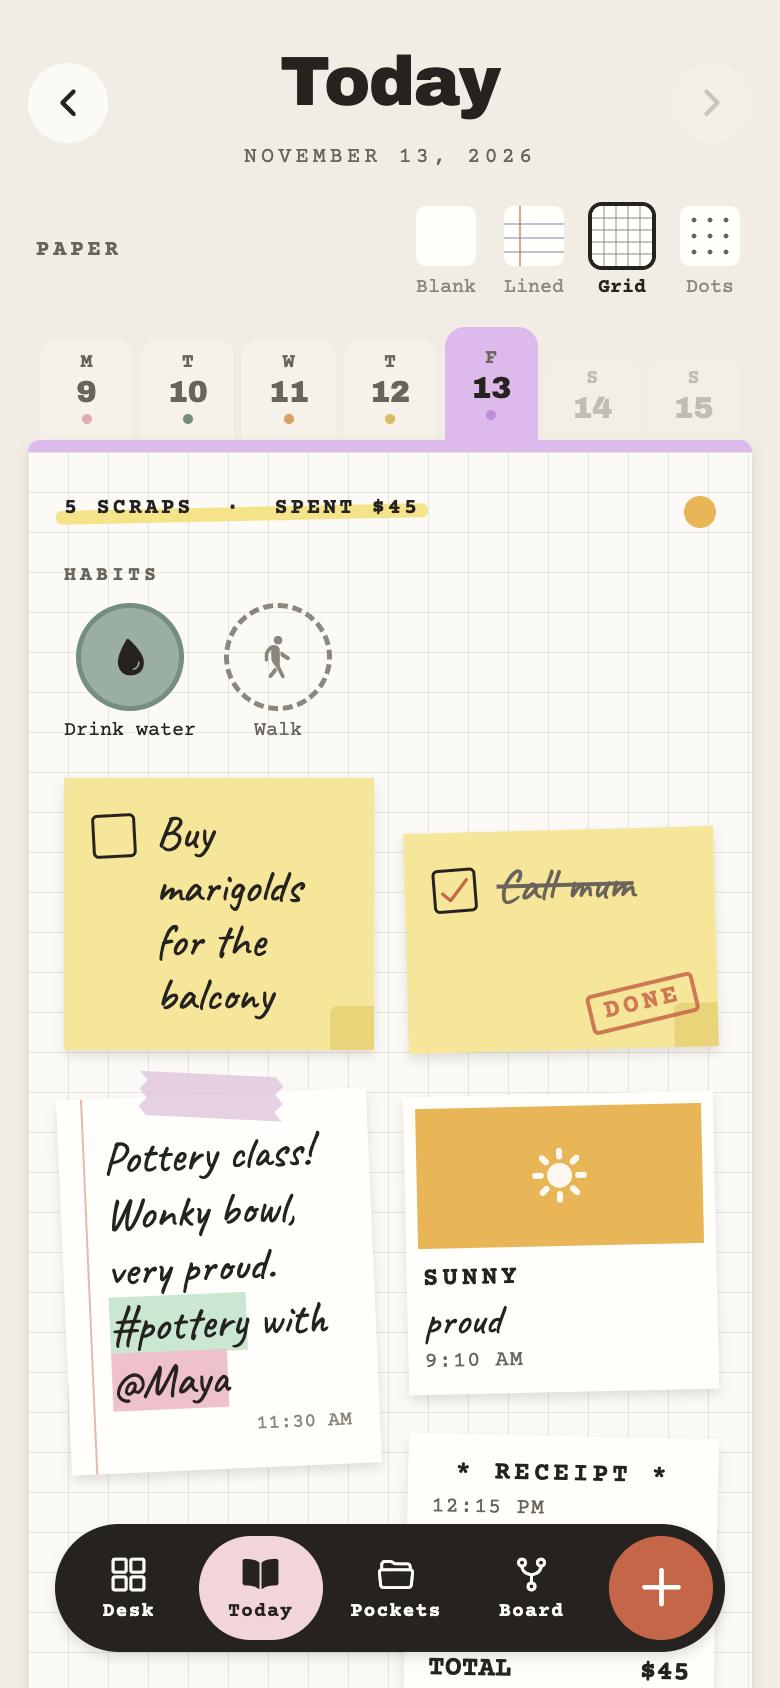 Today
NOVEMBER 13, 2026
PAPER
Blank Lined Grid Dots
M T W T F S S
9 10 11 12 13 14 15
5 SCRAPS · SPENT $45
HABITS
Drink water Walk
Buy
marigolds
for the
balcony
Call mum
DONE
Pottery class!
Wonky bowl,
very proud.
#pottery with
@Maya
11:30 AM
SUNNY
proud
9:10 AM
* RECEIPT *
12:15 PM
TOTAL $45
Desk Today Pockets Board